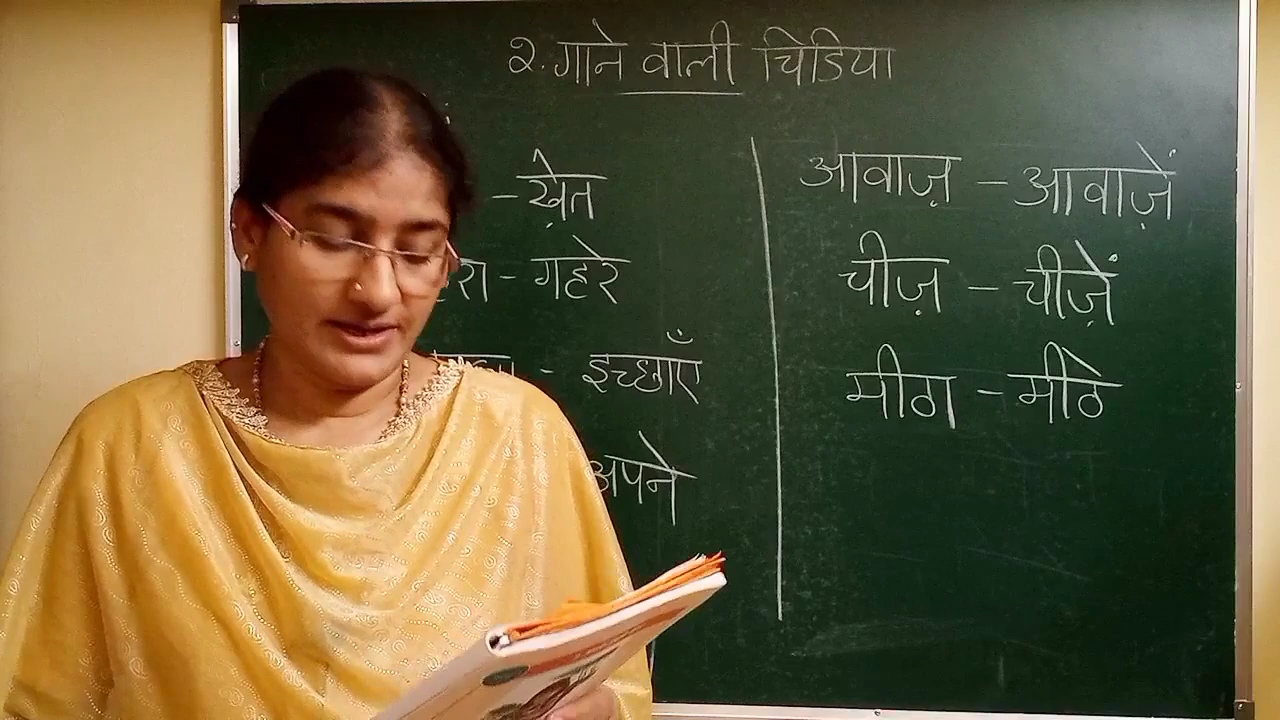 २. गाने वाली चिडिया
- खे़त
रा - गहरे
- इच्छाएँ
अपने
आवाज़ - आवाज़ें
चीज़ - चीज़ें
मीठा - मीठे